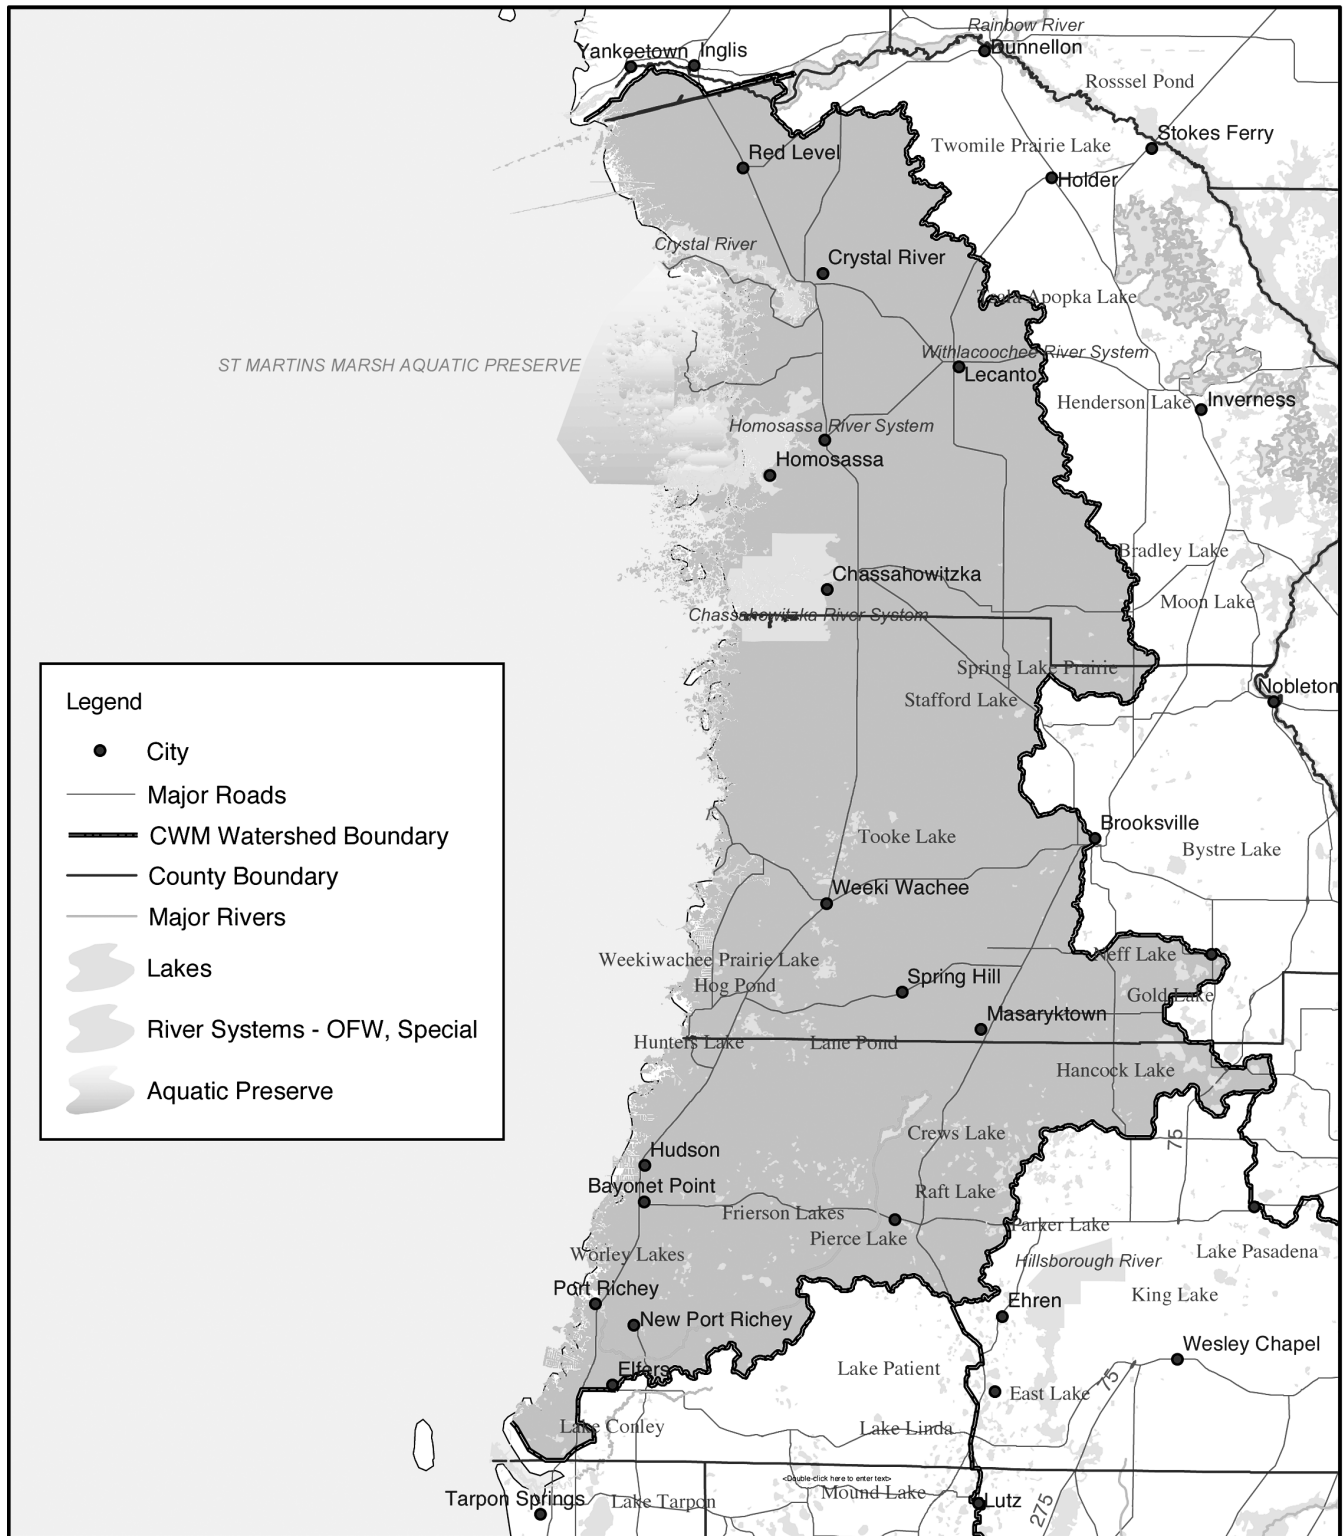 Rainbow River
Yankeetown
Inglis
Dunnellon
Rosssel Pond
Stokes Ferry
Twomile Prairie Lake
Red Level
Holder
Crystal River
Crystal River
Tsala Apopka Lake
Withlacoochee River System
ST MARTINS MARSH AQUATIC PRESERVE
Lecanto
Henderson Lake
Inverness
Homosassa River System
Homosassa
Bradley Lake
Chassahowitzka
Moon Lake
Chassahowitzka River System
Spring Lake Prairie
Nobleton
Stafford Lake
Legend
City
Major Roads
CWM Watershed Boundary
County Boundary
Major Rivers
Lakes
River Systems - OFW, Special
Aquatic Preserve
Brooksville
Tooke Lake
Bystre Lake
Weeki Wachee
Neff Lake
Weekiwachee Prairie Lake
Spring Hill
Hog Pond
Gold Lake
Masaryktown
Hunters Lake
Lane Pond
Hancock Lake
Crews Lake
75
Hudson
Bayonet Point
Raft Lake
Frierson Lakes
Parker Lake
Pierce Lake
Worley Lakes
Lake Pasadena
Hillsborough River
Port Richey
King Lake
Ehren
New Port Richey
Wesley Chapel
Elfers
Lake Patient
75
East Lake
Lake Conley
Lake Linda
<Double-click here to enter text>
Mound Lake
Tarpon Springs
Lake Tarpon
Lutz
275